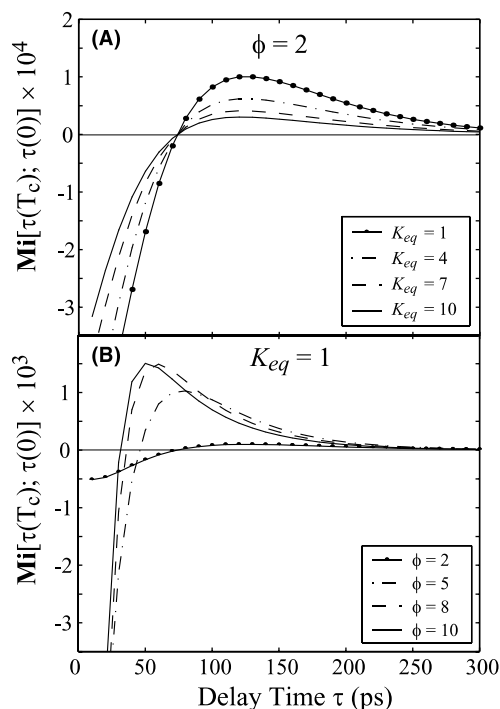 (A)
ϕ = 2
Mi[τ(T_c); τ(0)] × 10^4
1
0
-1
-2
-3
K_eq = 1
K_eq = 4
K_eq = 7
K_eq = 10
(B)
K_eq = 1
Mi[τ(T_c); τ(0)] × 10^3
1
0
-1
-2
-3
ϕ = 2
ϕ = 5
ϕ = 8
ϕ = 10
0 50 100 150 200 250 300
Delay Time τ (ps)